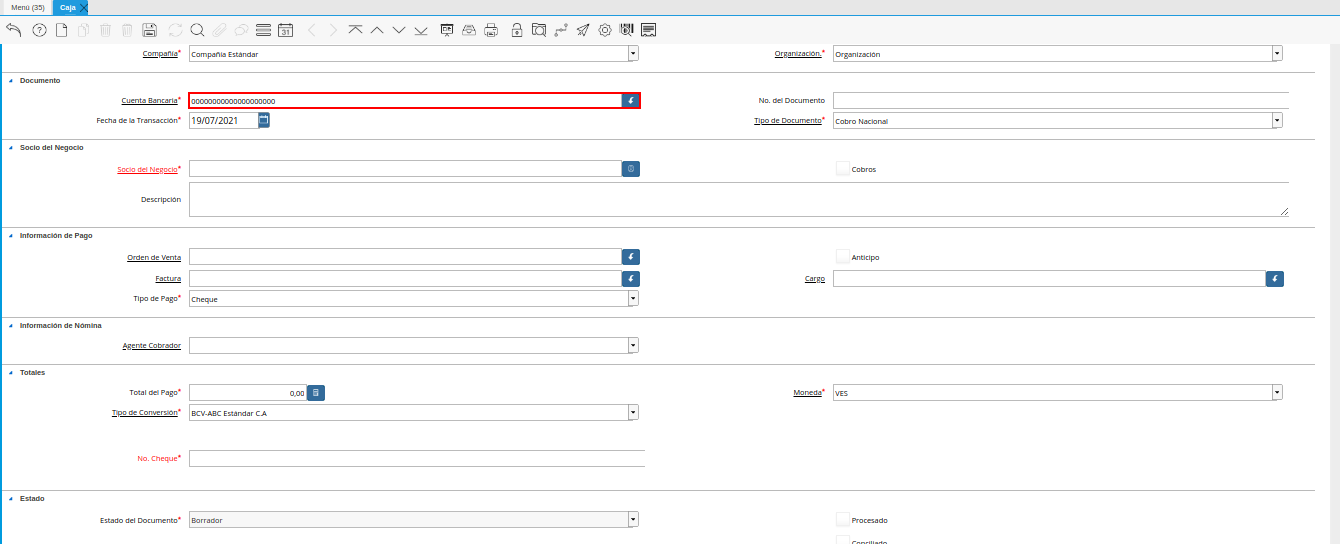 Menú (35) Caja
Compañía* Compañía Estándar Organización.* Organización
Documento
Cuenta Bancaria* 00000000000000000000 No. del Documento
Fecha de la Transacción* 19/07/2021 Tipo de Documento* Cobro Nacional
Socio del Negocio
Socio del Negocio* Cobros
Descripción
Información de Pago
Orden de Venta Anticipo
Factura Cargo
Tipo de Pago* Cheque
Información de Nómina
Agente Cobrador
Totales
Total del Pago* 0,00 Moneda* VES
Tipo de Conversión* BCV-ABC Estándar C.A
No. Cheque*
Estado
Estado del Documento* Borrador Procesado
Conciliado